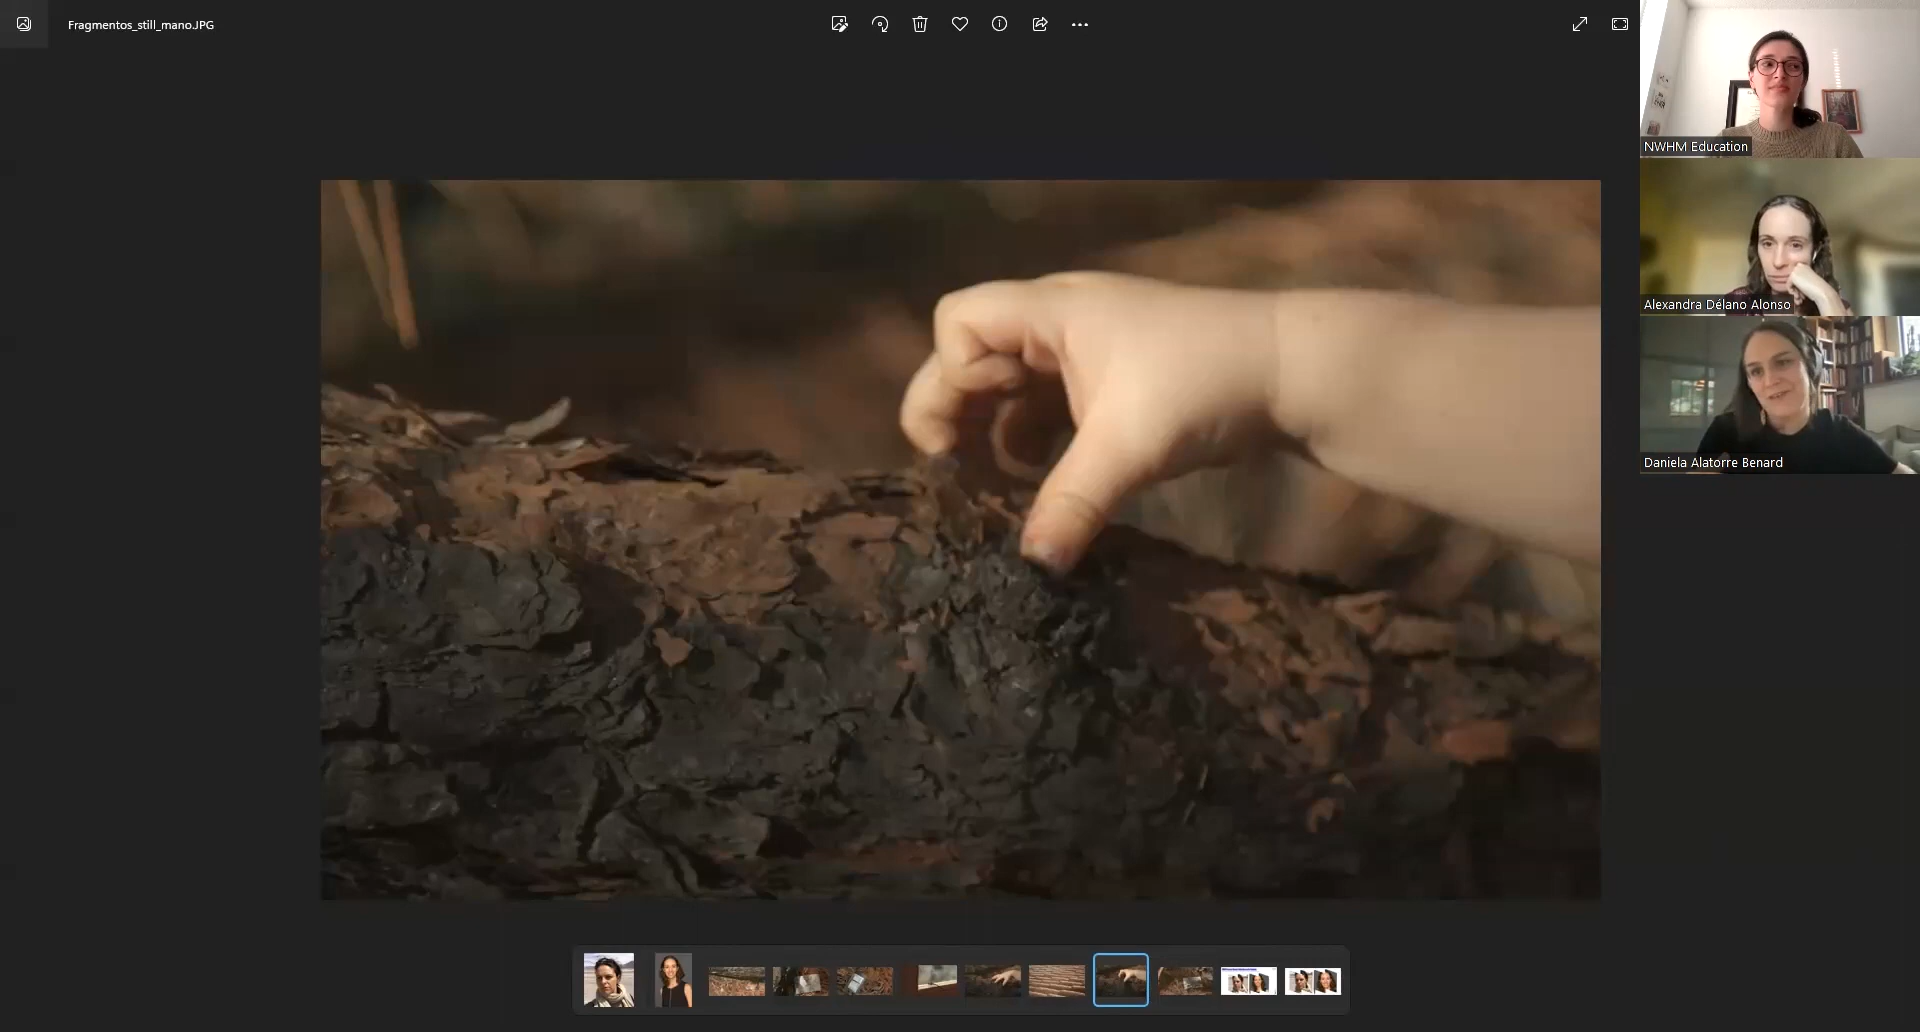 Fragmentos_still_mano.JPG
NWHM Education
Alexandra Délano Alonso
Daniela Alatorre Benard